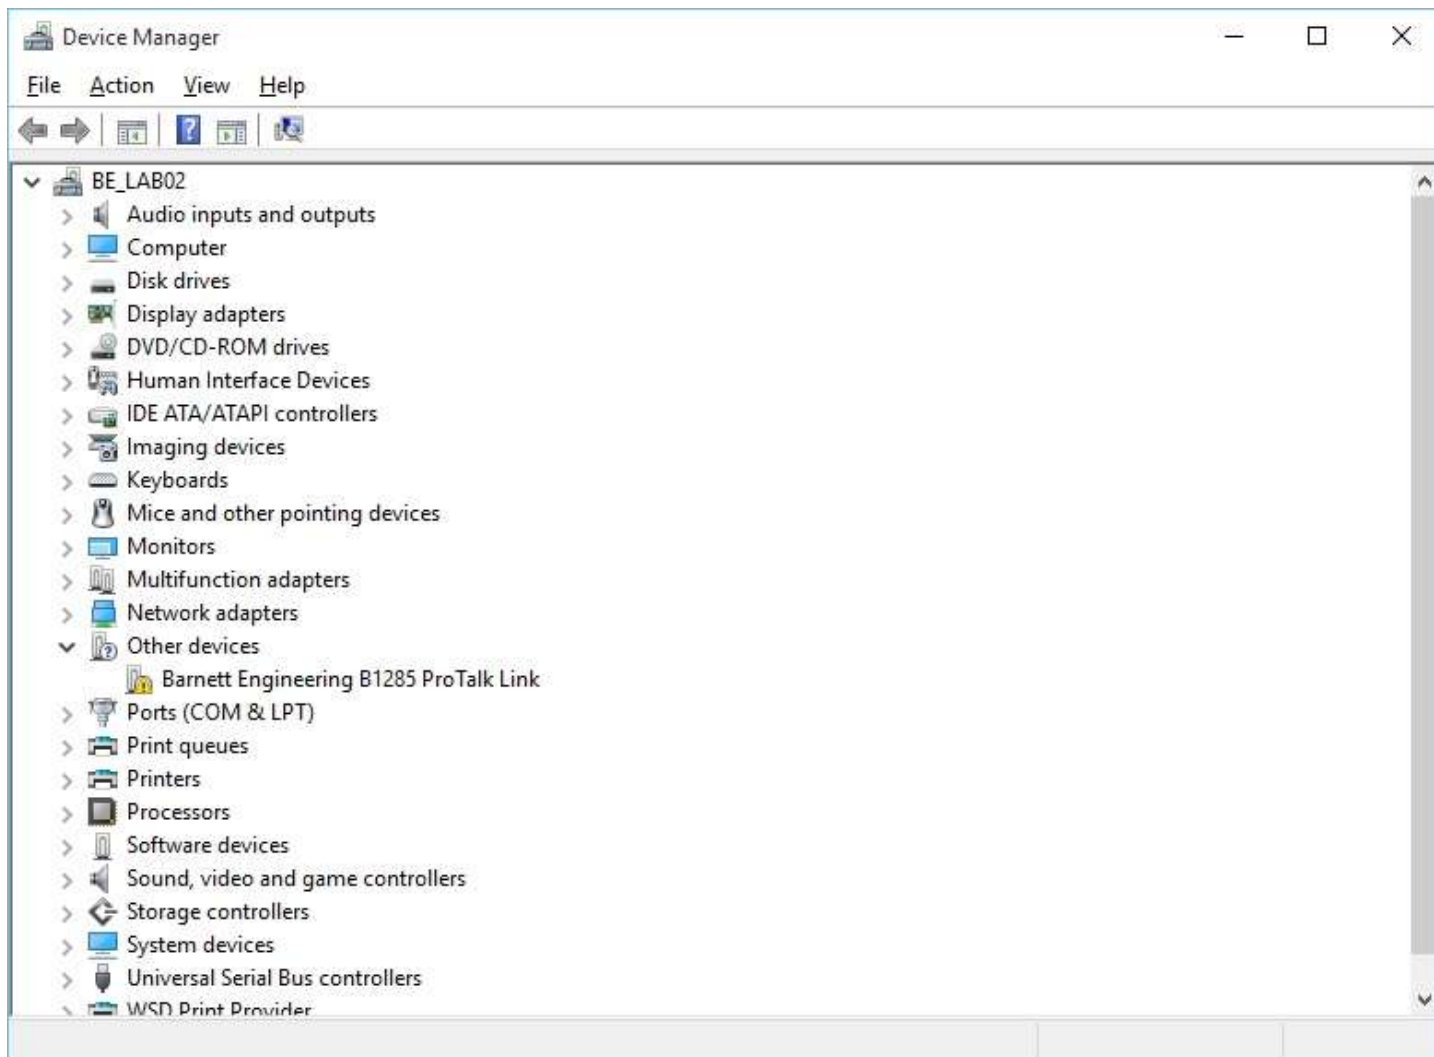 Device Manager
File Action View Help
BE_LAB02
Audio inputs and outputs
Computer
Disk drives
Display adapters
DVD/CD-ROM drives
Human Interface Devices
IDE ATA/ATAPI controllers
Imaging devices
Keyboards
Mice and other pointing devices
Monitors
Multifunction adapters
Network adapters
Other devices
Barnett Engineering B1285 ProTalk Link
Ports (COM & LPT)
Print queues
Printers
Processors
Software devices
Sound, video and game controllers
Storage controllers
System devices
Universal Serial Bus controllers
WSD Print Provider